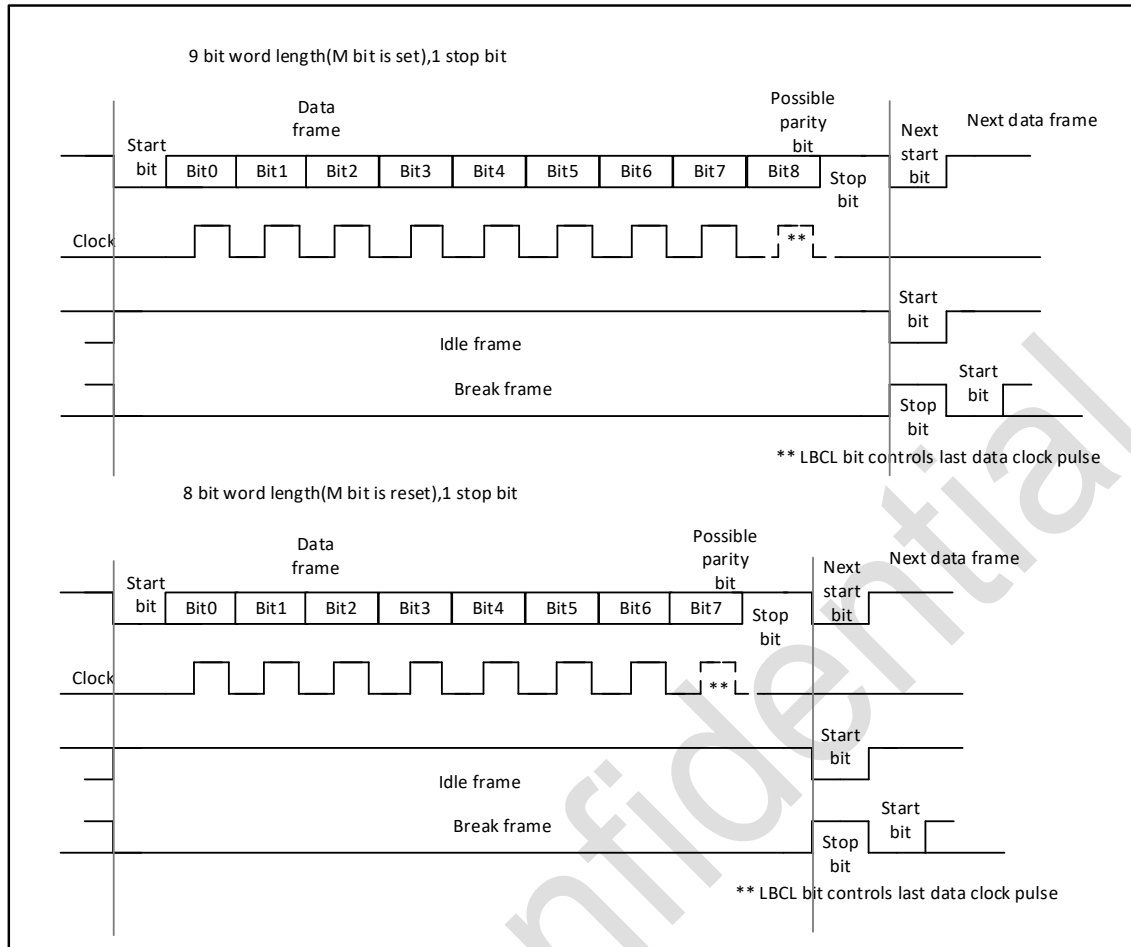 9 bit word length(M bit is set),1 stop bit
Data
frame
Possible
parity
bit
Start
bit
Next
start
bit
Next data frame
Bit0 Bit1 Bit2 Bit3 Bit4 Bit5 Bit6 Bit7 Bit8
Stop
bit
Clock
**
Start
bit
Idle frame
Break frame
Start
bit
Stop
bit
** LBCL bit controls last data clock pulse
8 bit word length(M bit is reset),1 stop bit
Data
frame
Possible
parity
bit
Start
bit
Next
start
bit
Next data frame
Bit0 Bit1 Bit2 Bit3 Bit4 Bit5 Bit6 Bit7
Stop
bit
Clock
**
Start
bit
Idle frame
Break frame
Start
bit
Stop
bit
** LBCL bit controls last data clock pulse
nfidential